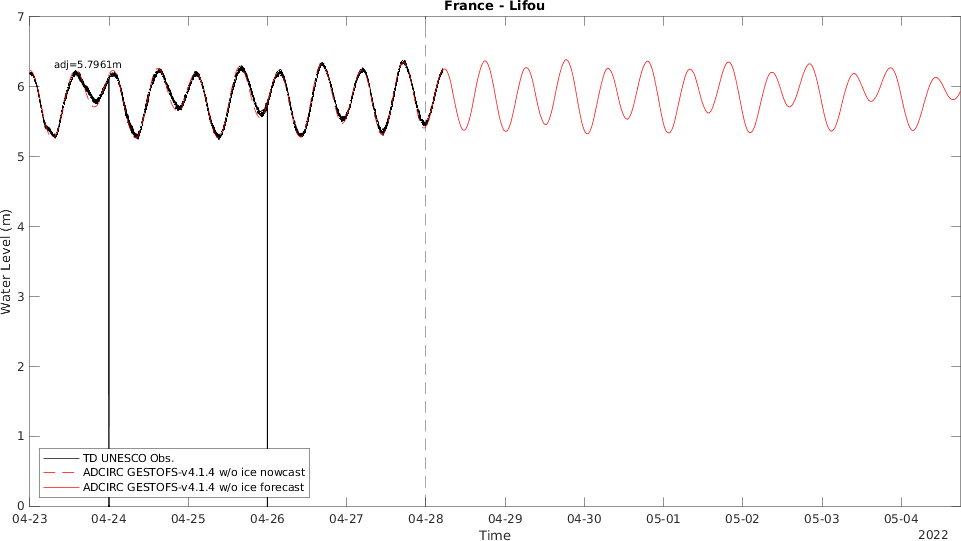 France - Lifou
adj=5.7961m
Water Level (m)
7
6
5
4
3
2
1
0
TD UNESCO Obs.
ADCIRC GESTOFS-v4.1.4 w/o ice nowcast
ADCIRC GESTOFS-v4.1.4 w/o ice forecast
04-23 04-24 04-25 04-26 04-27 04-28 04-29 04-30 05-01 05-02 05-03 05-04
Time
2022